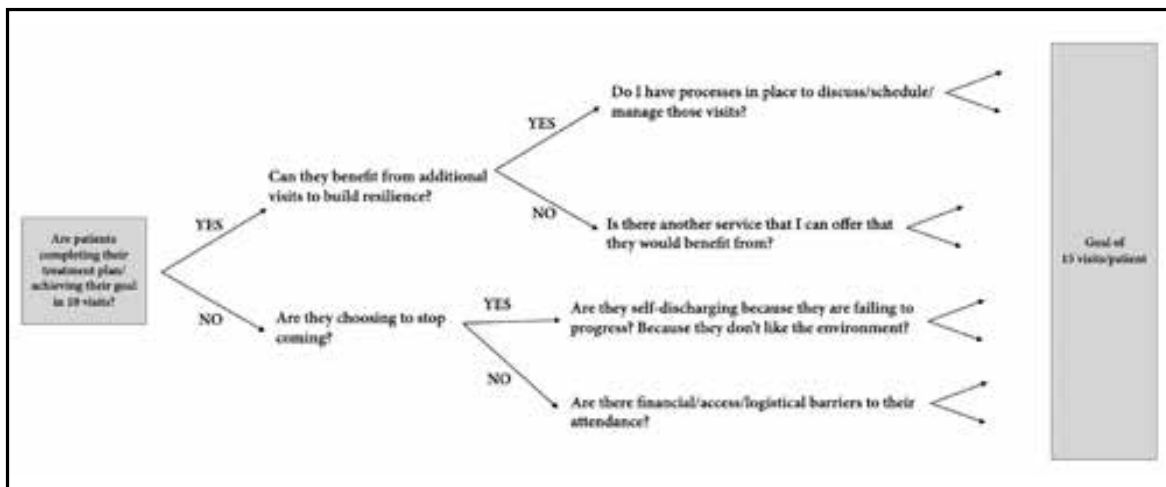 Are patients
completing their
treatment plan/
achieving their goal
in 10 visits?
YES
NO
Can they benefit from additional
visits to build resilience?
Are they choosing to stop
coming?
YES
NO
YES
NO
Do I have processes in place to discuss/schedule/
manage those visits?
Is there another service that I can offer that
they would benefit from?
Are they self-discharging because they are failing to
progress? Because they don't like the environment?
Are there financial/access/logistical barriers to their
attendance?
Goal of
15 visits/patient